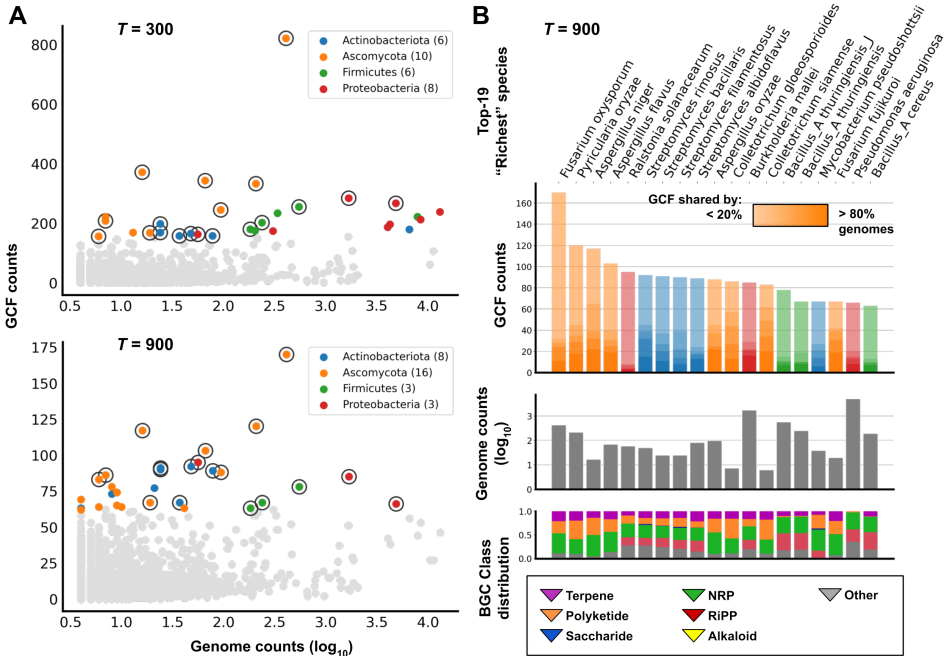 A
T = 300
GCF counts
800
600
400
200
0
Actinobacteriota (6)
Ascomycota (10)
Firmicutes (6)
Proteobacteria (8)
0.5 1.0 1.5 2.0 2.5 3.0 3.5 4.0
T = 900
175
150
125
100
75
50
25
0
Actinobacteriota (8)
Ascomycota (16)
Firmicutes (3)
Proteobacteria (3)
0.5 1.0 1.5 2.0 2.5 3.0 3.5 4.0
Genome counts (log10)
B
T = 900
Top-19
“Richest” species
Fusarium oxysporum
Pyricularia oryzae
Aspergillus niger
Aspergillus flavus
Ralstonia solanacearum
Streptomyces rimosus
Streptomyces bacillaris
Streptomyces filamentosus
Streptomyces albidoflavus
Aspergillus oryzae
Colletotrichum gloeosporioides
Burkholderia mallei
Colletotrichum siamense
Bacillus_A thuringiensis_J
Bacillus_A thuringiensis
Mycobacterium pseudoshottsii
Fusarium fujikuroi
Pseudomonas aeruginosa
Bacillus_A cereus
GCF counts
160
140
120
100
80
60
40
20
0
GCF shared by:
< 20%
> 80%
genomes
Genome counts
(log10)
3
2
1
0
BGC Class
distribution
1.0
0.5
0.0
Terpene
NRP
Other
Polyketide
RiPP
Saccharide
Alkaloid